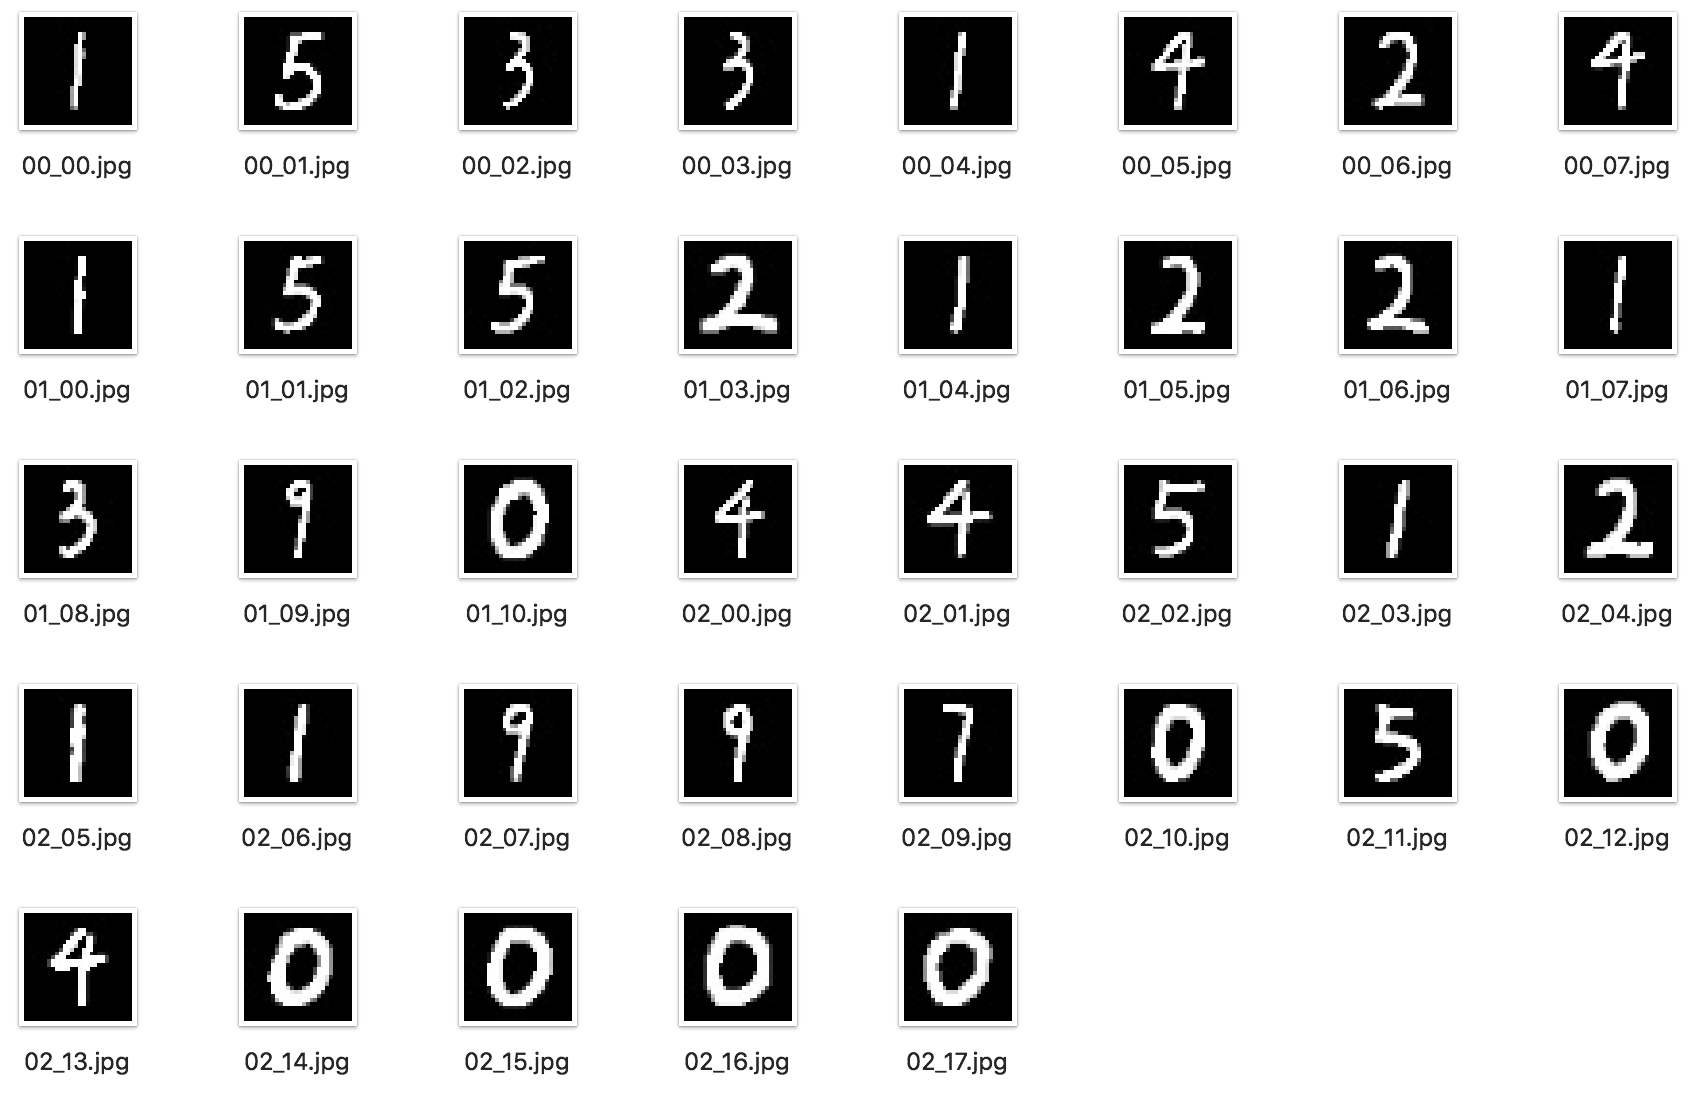 1 5 3 3 1 4 2 4
00_00.jpg 00_01.jpg 00_02.jpg 00_03.jpg 00_04.jpg 00_05.jpg 00_06.jpg 00_07.jpg
1 5 5 2 1 2 2 1
01_00.jpg 01_01.jpg 01_02.jpg 01_03.jpg 01_04.jpg 01_05.jpg 01_06.jpg 01_07.jpg
3 9 0 4 4 5 1 2
01_08.jpg 01_09.jpg 01_10.jpg 02_00.jpg 02_01.jpg 02_02.jpg 02_03.jpg 02_04.jpg
1 1 9 9 7 0 5 0
02_05.jpg 02_06.jpg 02_07.jpg 02_08.jpg 02_09.jpg 02_10.jpg 02_11.jpg 02_12.jpg
4 0 0 0 0
02_13.jpg 02_14.jpg 02_15.jpg 02_16.jpg 02_17.jpg